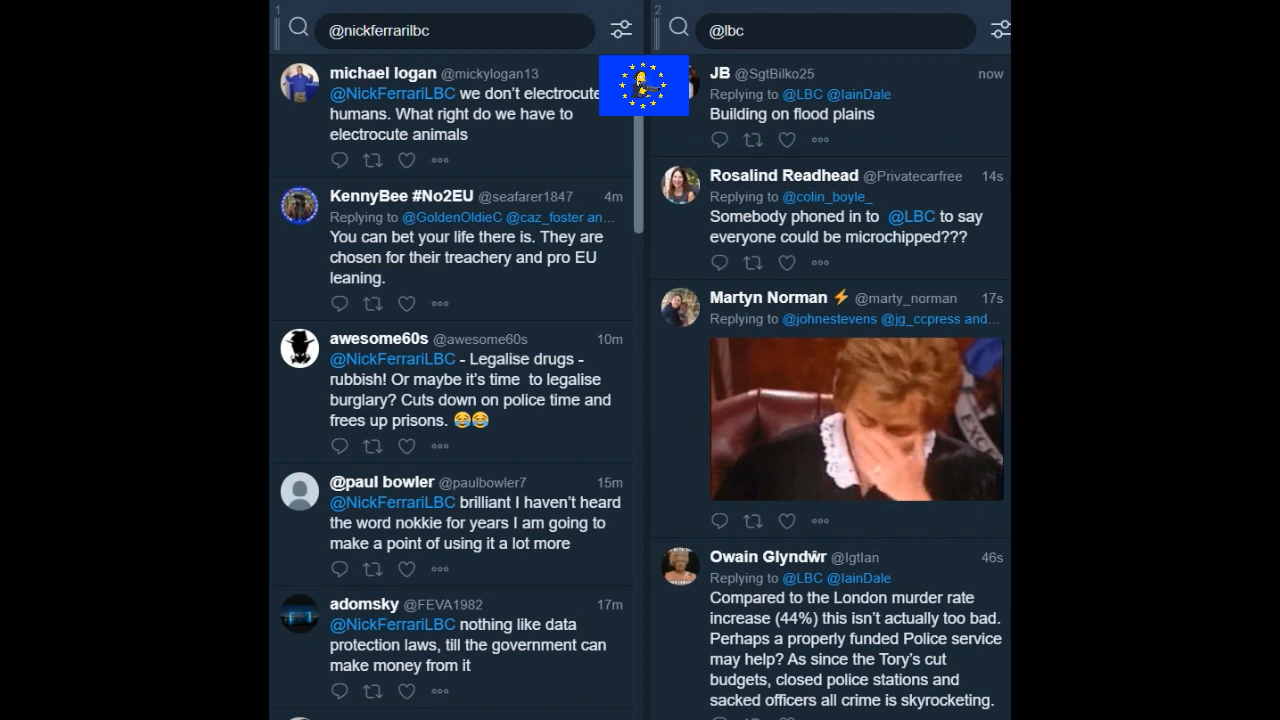 1
@nickferrarilbc
michael logan @mickylogan13
@NickFerrariLBC we don't electrocute
humans. What right do we have to
electrocute animals
KennyBee #No2EU @seafarer1847 4m
Replying to @GoldenOldieC @caz_foster an...
You can bet your life there is. They are
chosen for their treachery and pro EU
leaning.
awesome60s @awesome60s 10m
@NickFerrariLBC - Legalise drugs -
rubbish! Or maybe it's time to legalise
burglary? Cuts down on police time and
frees up prisons. 😂😂
@paul bowler @paulbowler7 15m
@NickFerrariLBC brilliant I haven't heard
the word nokkie for years I am going to
make a point of using it a lot more
adomsky @FEVA1982 17m
@NickFerrariLBC nothing like data
protection laws, till the government can
make money from it
2
@lbc
JB @SgtBilko25 now
Replying to @LBC @IainDale
Building on flood plains
Rosalind Readhead @Privatecarfree 14s
Replying to @colin_boyle_
Somebody phoned in to @LBC to say
everyone could be microchipped???
Martyn Norman ⚡ @marty_norman 17s
Replying to @johnestevens @jg_ccpress and...
Owain Glyndŵr @IgtIan 46s
Replying to @LBC @IainDale
Compared to the London murder rate
increase (44%) this isn't actually too bad.
Perhaps a properly funded Police service
may help? As since the Tory's cut
budgets, closed police stations and
sacked officers all crime is skyrocketing.